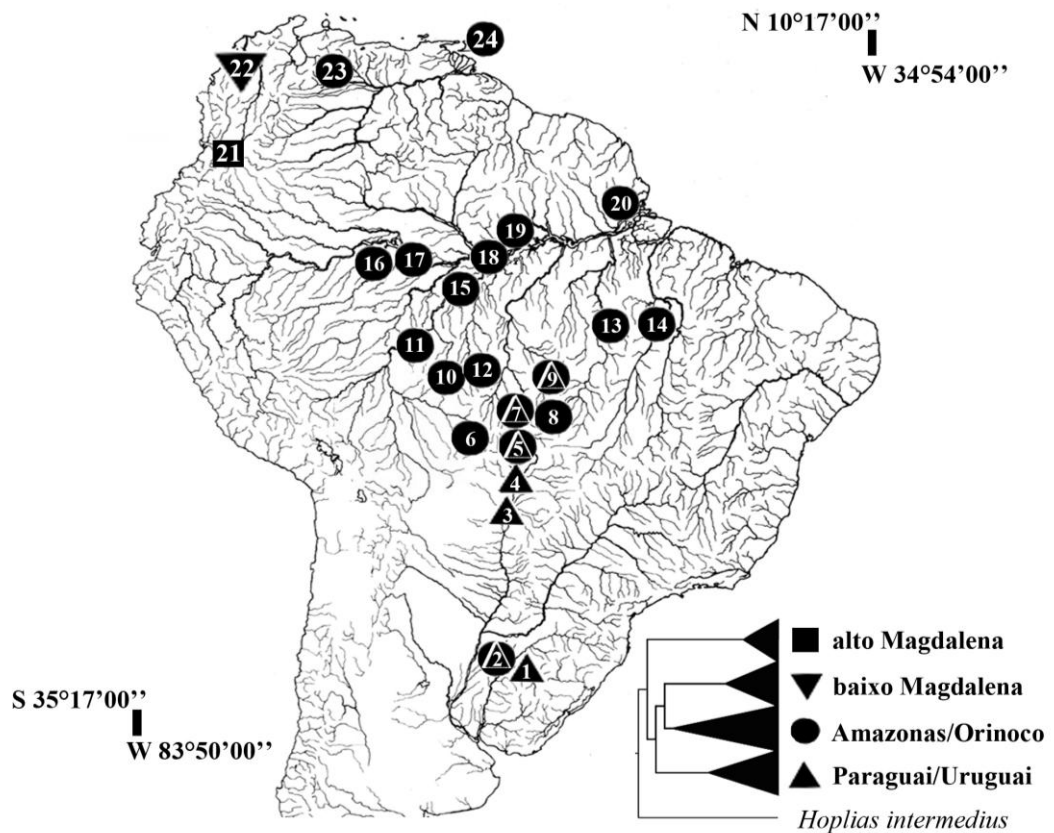 N 10°17’00’’
W 34°54’00’’
24
22
23
21
20
19
18
17
16
15
13
14
11
12
10
9
7
8
6
5
4
3
2
1
S 35°17’00’’
W 83°50’00’’
alto Magdalena
baixo Magdalena
Amazonas/Orinoco
Paraguai/Uruguai
Hoplias intermedius